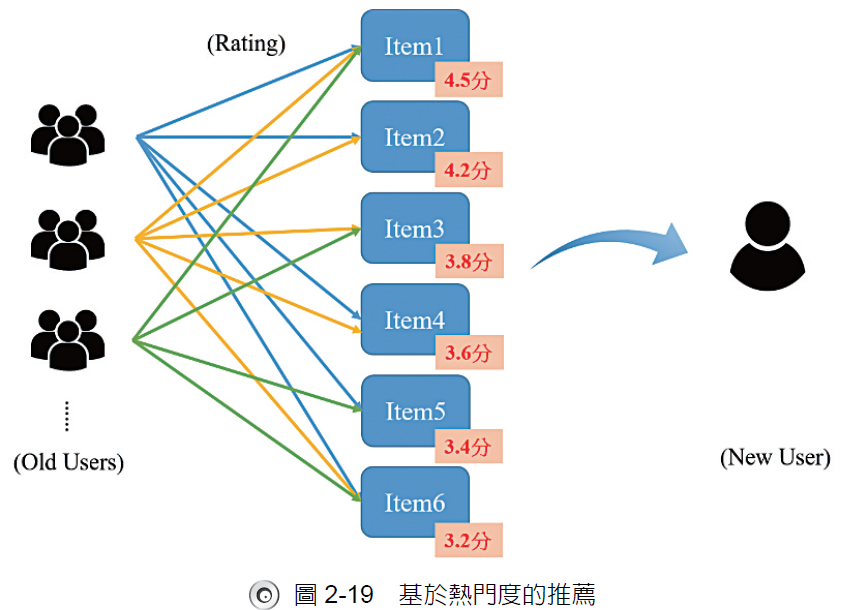 (Rating)
Item1
4.5分
Item2
4.2分
Item3
3.8分
Item4
3.6分
Item5
3.4分
Item6
3.2分
(Old Users)
(New User)
圖 2-19 基於熱門度的推薦